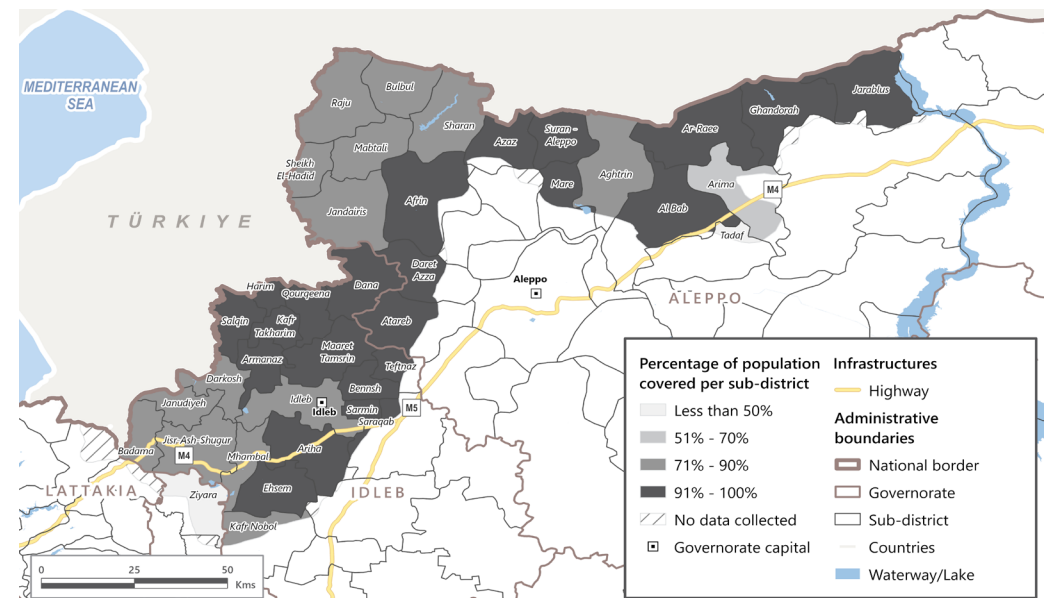 MEDITERRANEAN
SEA
TÜRKIYE
Bulbul
Raju
Sharan
Mabtali
Sheikh
El-Hadid
Jandairis
Afrin
Azaz
Suran -
Aleppo
Mare
Aghtrin
Ar-Raee
Ghandorah
Jarablus
Arima
M4
Al Bab
Tadaf
Daret
Azza
Aleppo
ALEPPO
Dana
Harim
Qourqeena
Atareb
Salqin
Kafr
Takharim
Maaret
Tamsrin
Armanaz
Teftnaz
Darkosh
Bennsh
Idleb
Idleb
Janudiyeh
Sarmin
M5
Saraqab
Jisr-Ash-Shugur
Badama
M4
Mhambal
Ariha
LATTAKIA
Ziyara
Ehsem
IDLEB
Kafr Nobol
0 25 50
Kms
Percentage of population
covered per sub-district
Less than 50%
51% - 70%
71% - 90%
91% - 100%
No data collected
Governorate capital
Infrastructures
Highway
Administrative
boundaries
National border
Governorate
Sub-district
Countries
Waterway/Lake